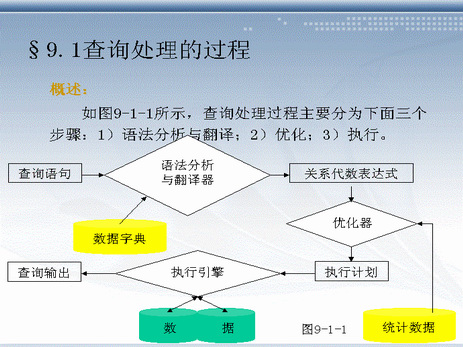 §9.1查询处理的过程
概述：
如图9-1-1所示，查询处理过程主要分为下面三个
步骤：1）语法分析与翻译；2）优化；3）执行。
查询语句
语法分析
与翻译器
关系代数表达式
数据字典
优化器
查询输出
执行引擎
执行计划
数 据
图9-1-1
统计数据